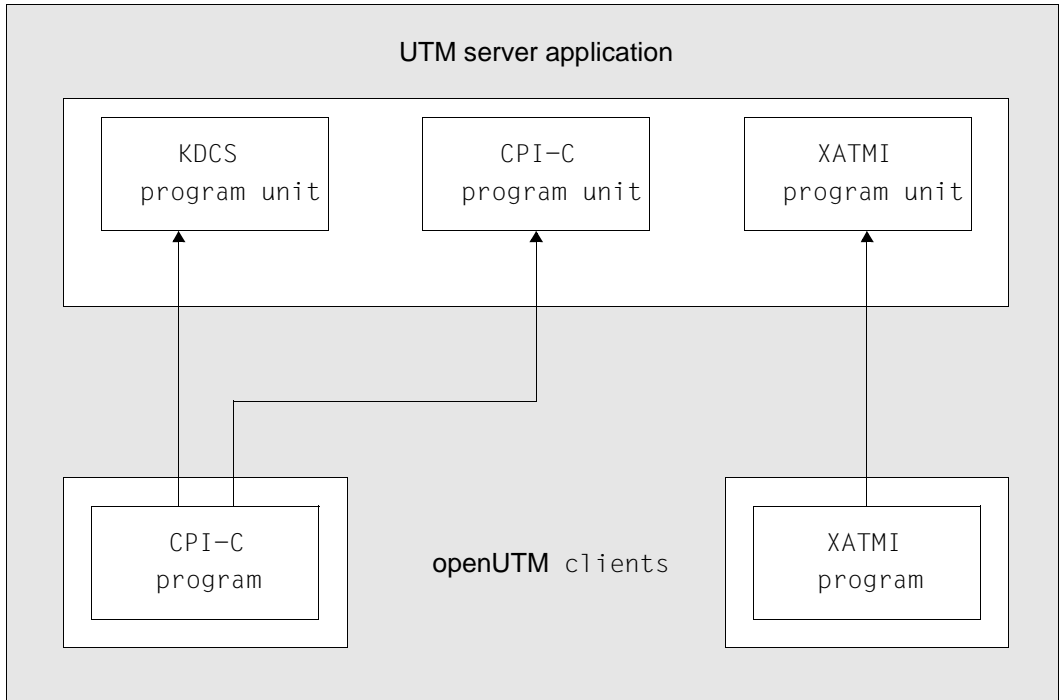 UTM server application
KDCS
program unit
CPI–C
program unit
XATMI
program unit
CPI–C
program
openUTM clients
XATMI
program